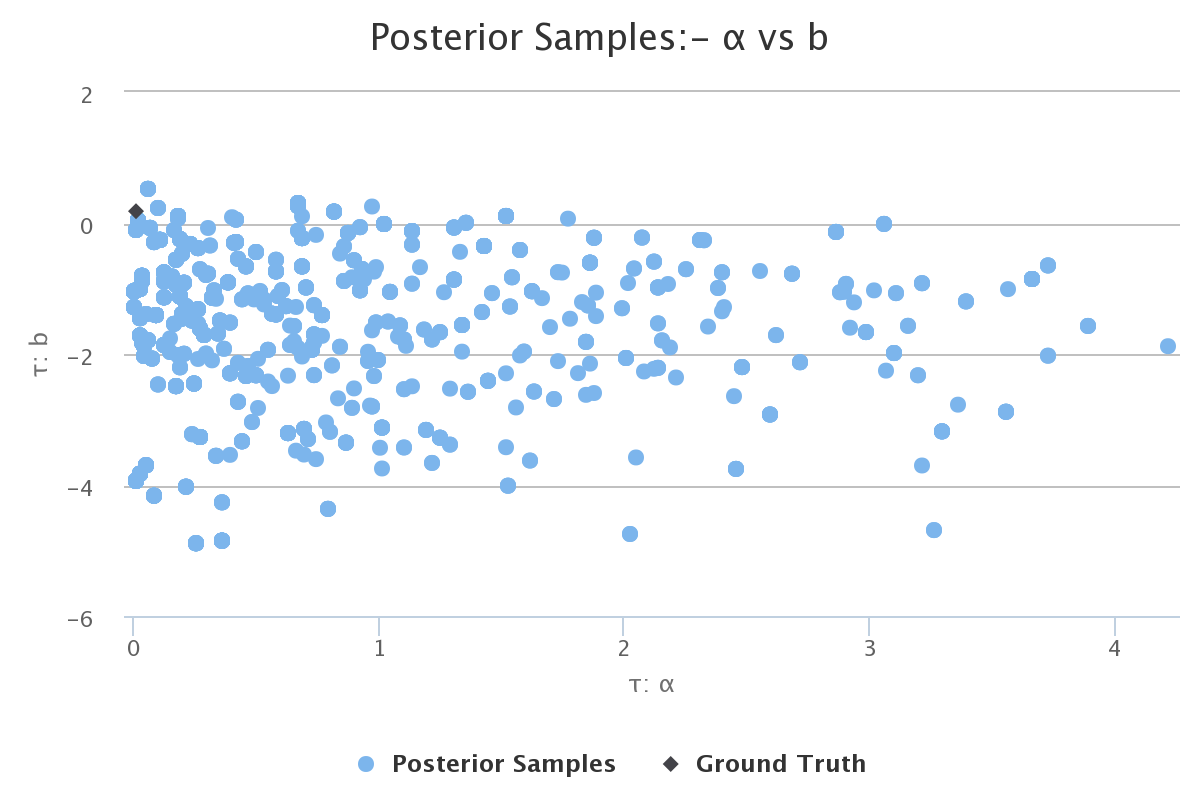 Posterior Samples:- α vs b
2
0
−2
−4
−6
τ: b
0 1 2 3 4
τ: α
Posterior Samples Ground Truth